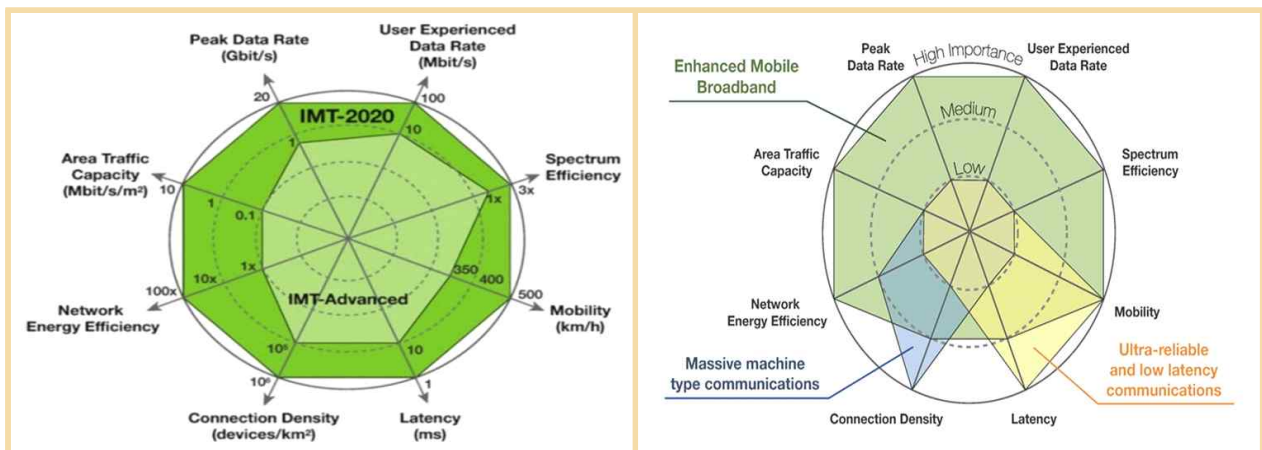 Peak Data Rate
(Gbit/s)
User Experienced
Data Rate
(Mbit/s)
20
100
IMT-2020
1
10
Area Traffic
Capacity
(Mbit/s/m²)
Spectrum
Efficiency
10
1
0.1
1x
3x
1x
10x
100x
350
400
500
Network
Energy Efficiency
IMT-Advanced
Mobility
(km/h)
10⁵
10
10⁶
1
Connection Density
(devices/km²)
Latency
(ms)
Peak
Data Rate
High Importance
User Experienced
Data Rate
Enhanced Mobile
Broadband
Medium
Area Traffic
Capacity
Low
Spectrum
Efficiency
Network
Energy Efficiency
Mobility
Massive machine
type communications
Ultra-reliable
and low latency
communications
Connection Density
Latency